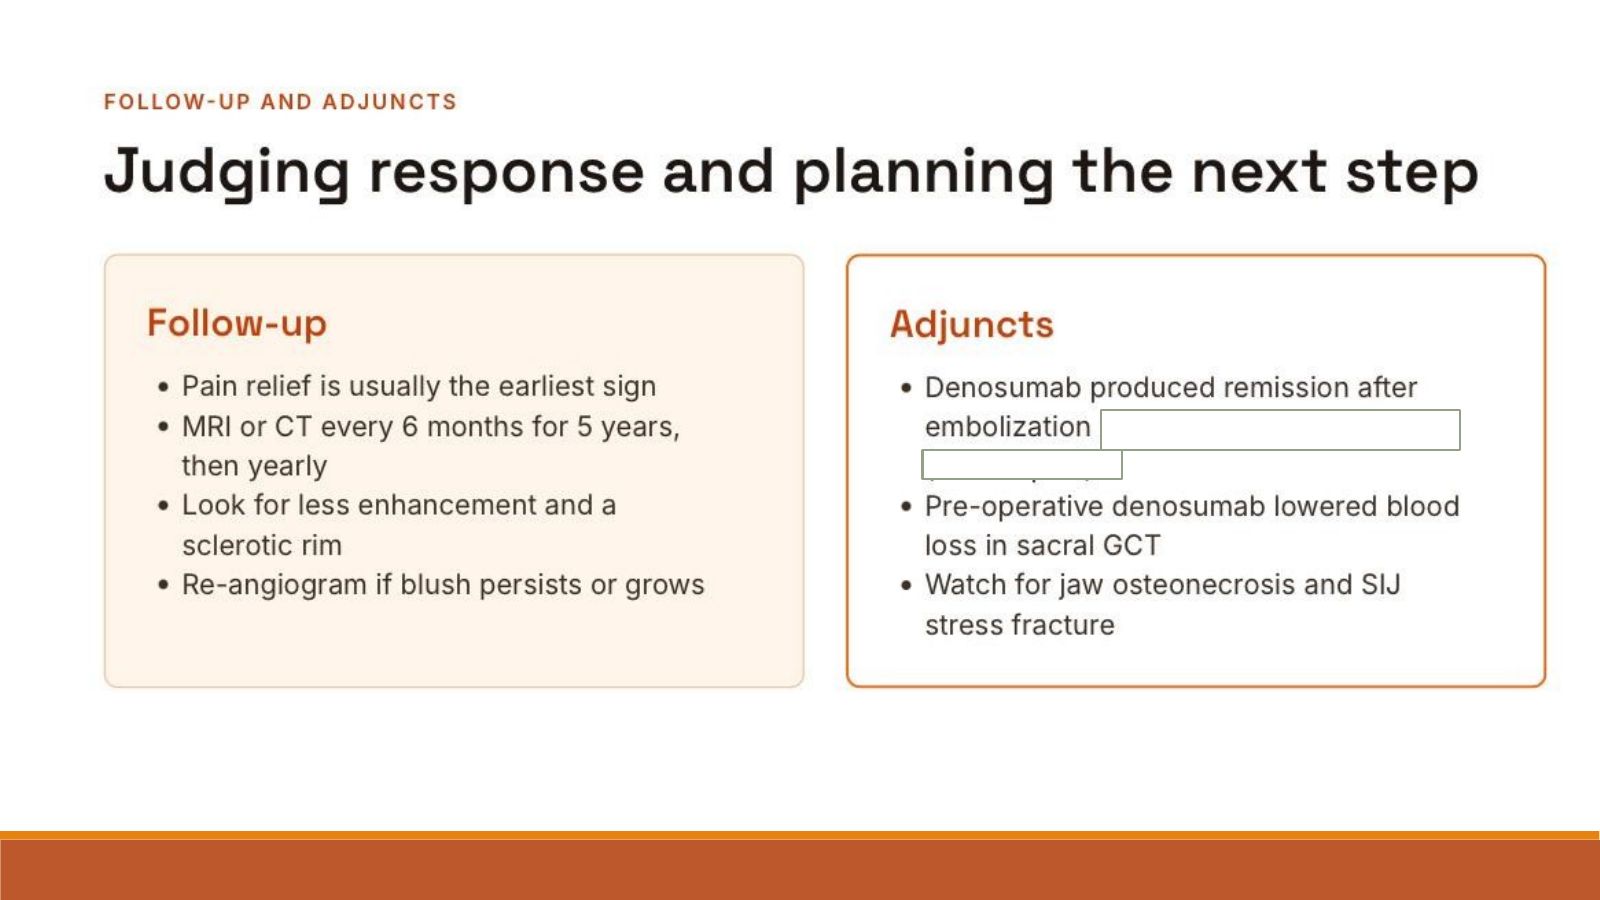 FOLLOW-UP AND ADJUNCTS
Judging response and planning the next step
Follow-up
• Pain relief is usually the earliest sign
• MRI or CT every 6 months for 5 years,
then yearly
• Look for less enhancement and a
sclerotic rim
• Re-angiogram if blush persists or grows
Adjuncts
• Denosumab produced remission after
embolization
• Pre-operative denosumab lowered blood
loss in sacral GCT
• Watch for jaw osteonecrosis and SIJ
stress fracture